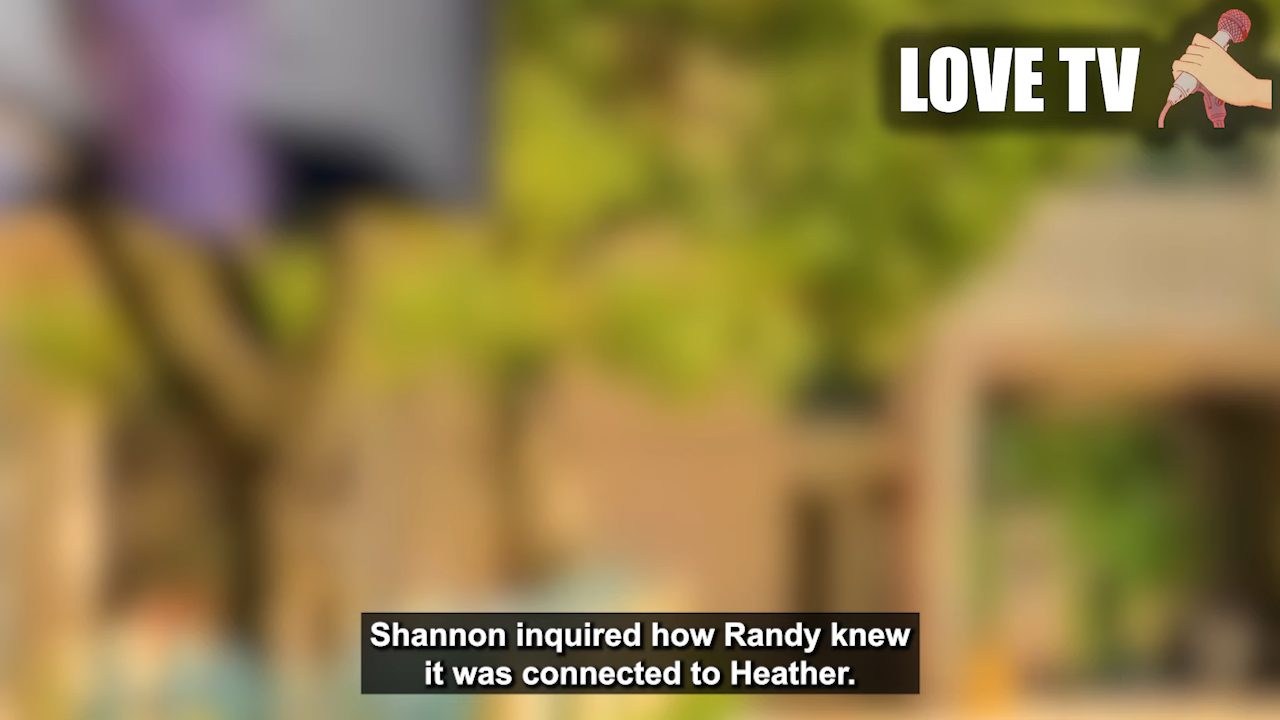 LOVE TV
Shannon inquired how Randy knew
it was connected to Heather.